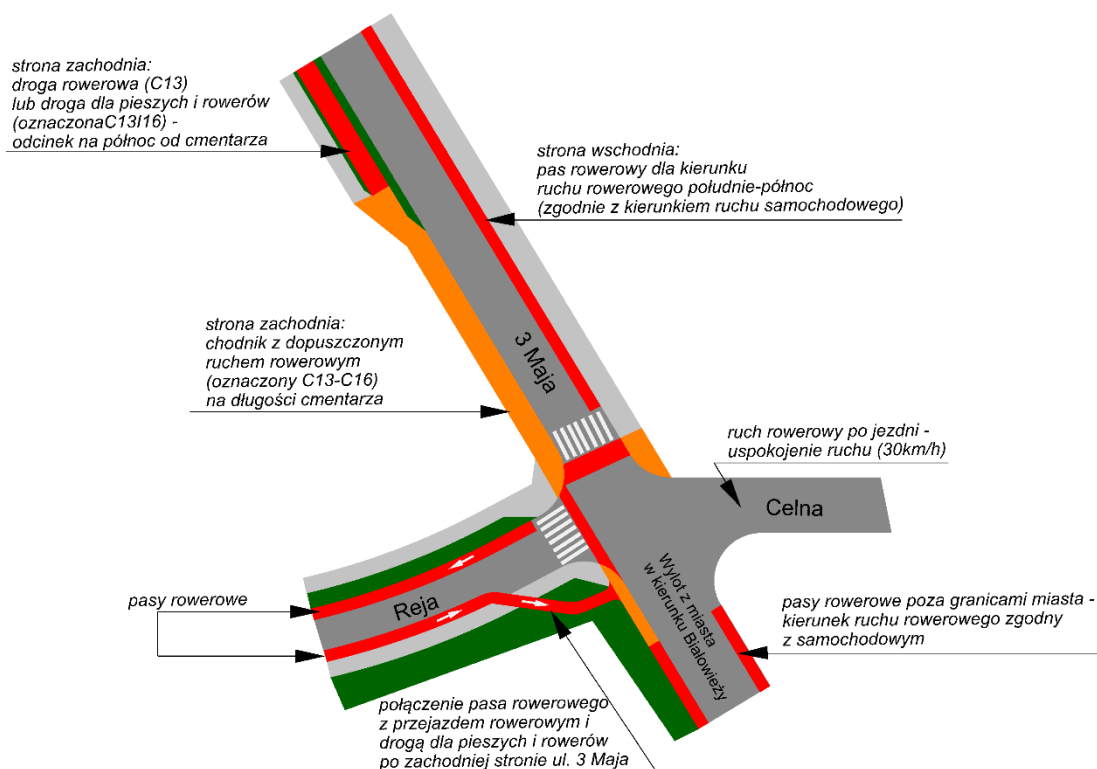 strona zachodnia:
droga rowerowa (C13)
lub droga dla pieszych i rowerów
(oznaczonaC13I16) -
odcinek na północ od cmentarza
strona wschodnia:
pas rowerowy dla kierunku
ruchu rowerowego południe-północ
(zgodnie z kierunkiem ruchu samochodowego)
strona zachodnia:
chodnik z dopuszczonym
ruchem rowerowym
(oznaczony C13-C16)
na długości cmentarza
3 Maja
ruch rowerowy po jezdni -
uspokojenie ruchu (30km/h)
Celna
pasy rowerowe
Reja
Wylot z miasta
w kierunku Białowieży
pasy rowerowe poza granicami miasta -
kierunek ruchu rowerowego zgodny
z samochodowym
połączenie pasa rowerowego
z przejazdem rowerowym i
drogą dla pieszych i rowerów
po zachodniej stronie ul. 3 Maja